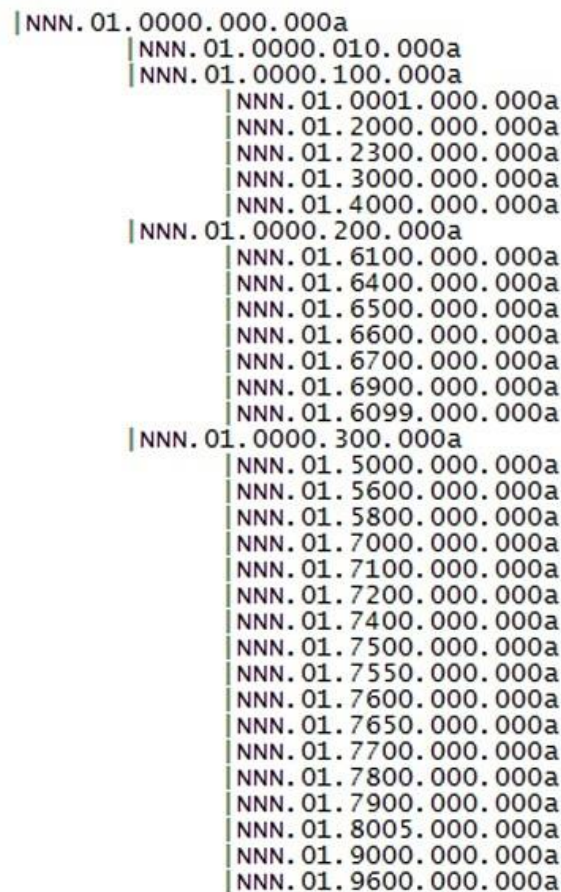 |NNN.01.0000.000.000a
|NNN.01.0000.010.000a
|NNN.01.0000.100.000a
|NNN.01.0001.000.000a
|NNN.01.2000.000.000a
|NNN.01.2300.000.000a
|NNN.01.3000.000.000a
|NNN.01.4000.000.000a
|NNN.01.0000.200.000a
|NNN.01.6100.000.000a
|NNN.01.6400.000.000a
|NNN.01.6500.000.000a
|NNN.01.6600.000.000a
|NNN.01.6700.000.000a
|NNN.01.6900.000.000a
|NNN.01.6099.000.000a
|NNN.01.0000.300.000a
|NNN.01.5000.000.000a
|NNN.01.5600.000.000a
|NNN.01.5800.000.000a
|NNN.01.7000.000.000a
|NNN.01.7100.000.000a
|NNN.01.7200.000.000a
|NNN.01.7400.000.000a
|NNN.01.7500.000.000a
|NNN.01.7550.000.000a
|NNN.01.7600.000.000a
|NNN.01.7650.000.000a
|NNN.01.7700.000.000a
|NNN.01.7800.000.000a
|NNN.01.7900.000.000a
|NNN.01.8005.000.000a
|NNN.01.9000.000.000a
|NNN.01.9600.000.000a